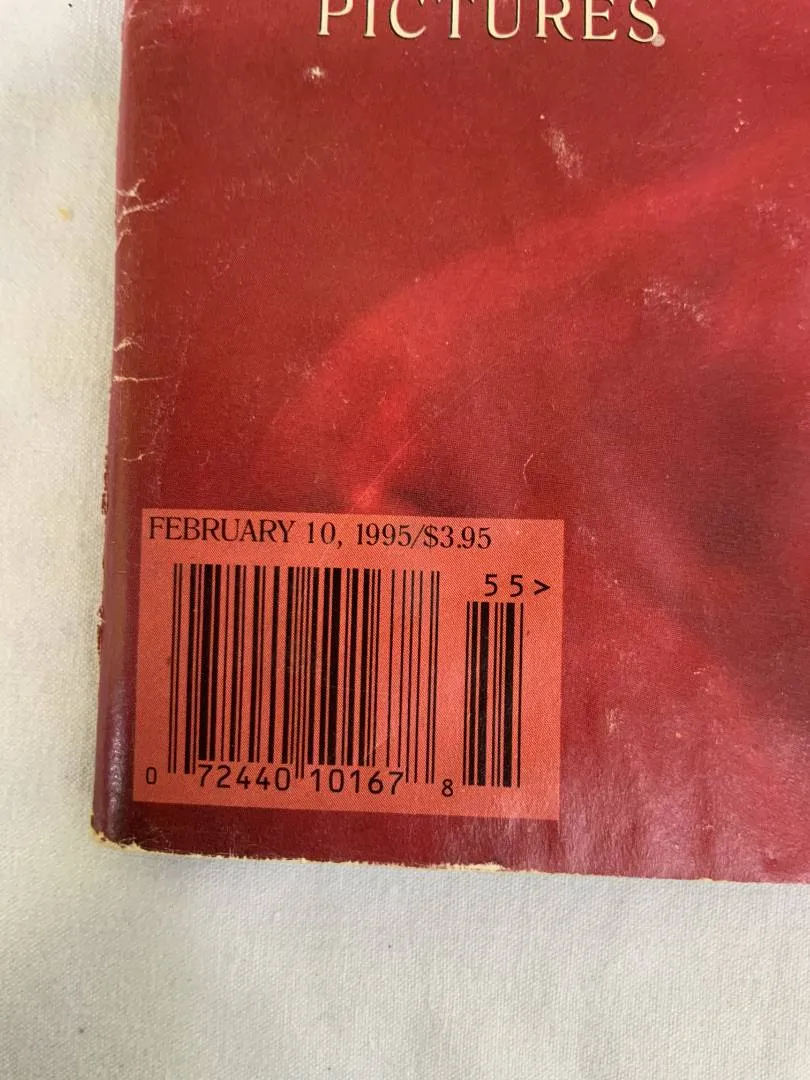 PICTURES
FEBRUARY 10, 1995/$3.95
55>
0 72440 10167 8